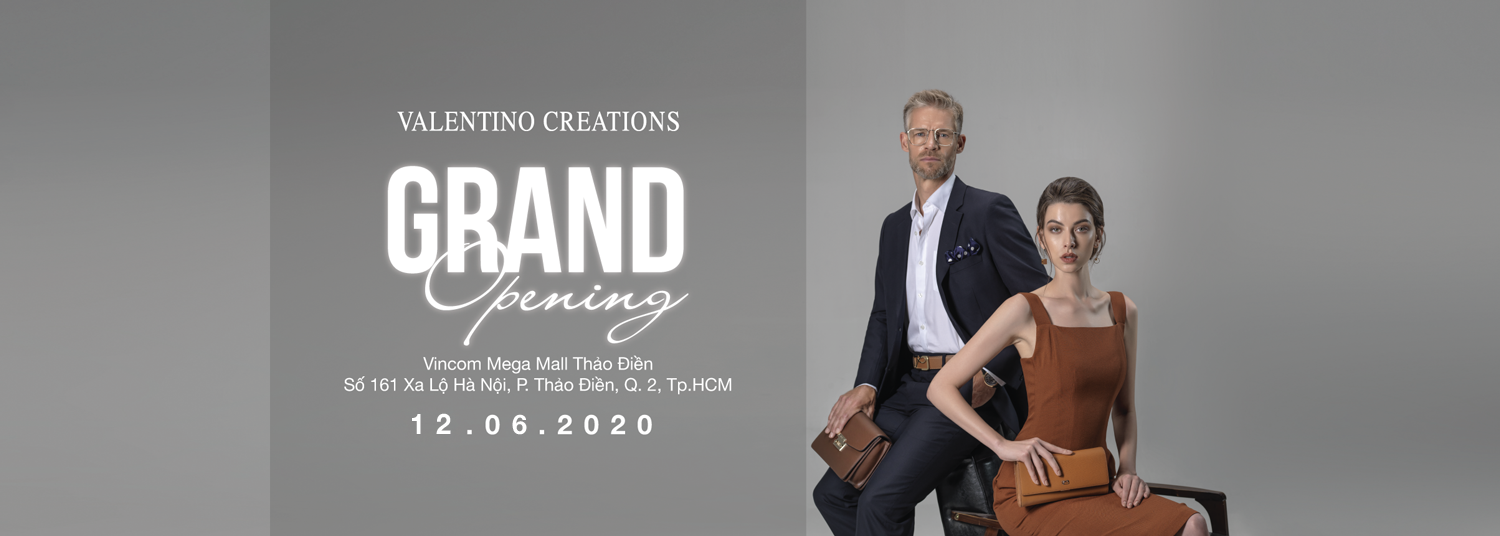 VALENTINO CREATIONS
GRAND
Opening
Vincom Mega Mall Thảo Điền
Số 161 Xa Lộ Hà Nội, P. Thảo Điền, Q. 2, Tp.HCM
12.06.2020